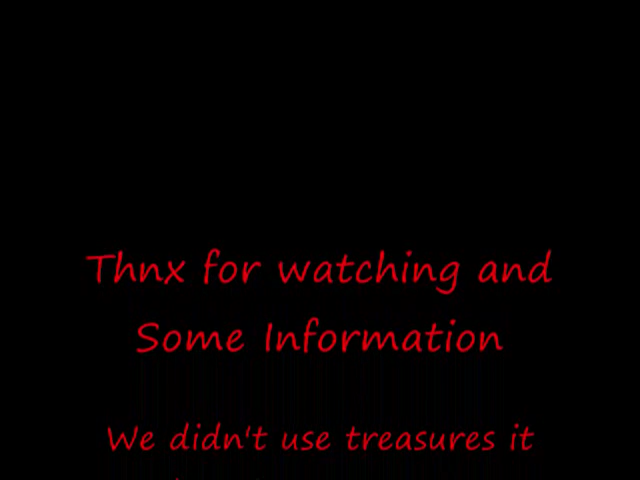 Thnx for watching and
Some Information
We didn't use treasures it